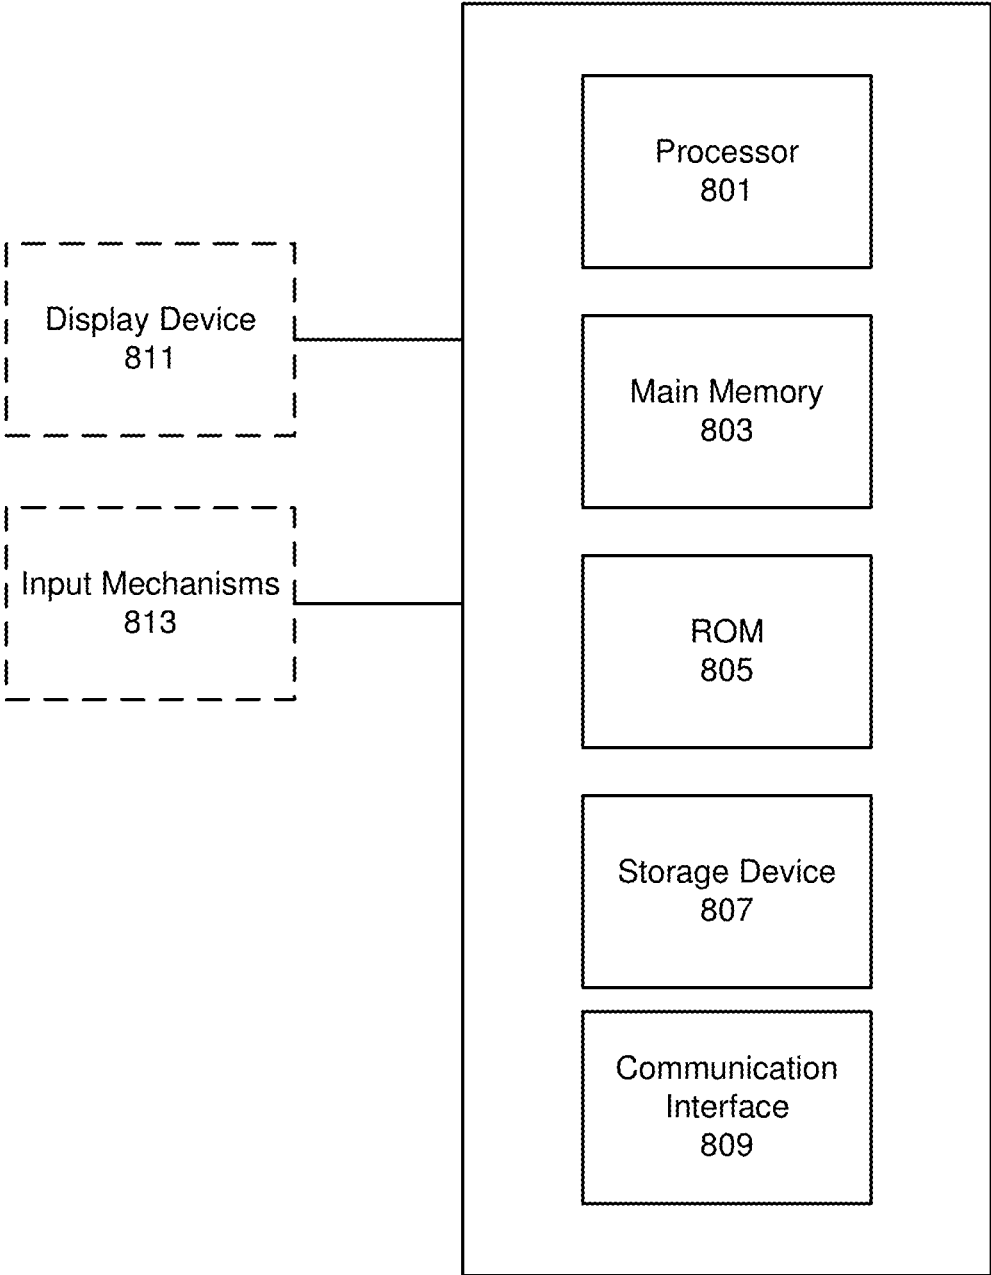 Processor
801
Display Device
811
Main Memory
803
Input Mechanisms
813
ROM
805
Storage Device
807
Communication
Interface
809